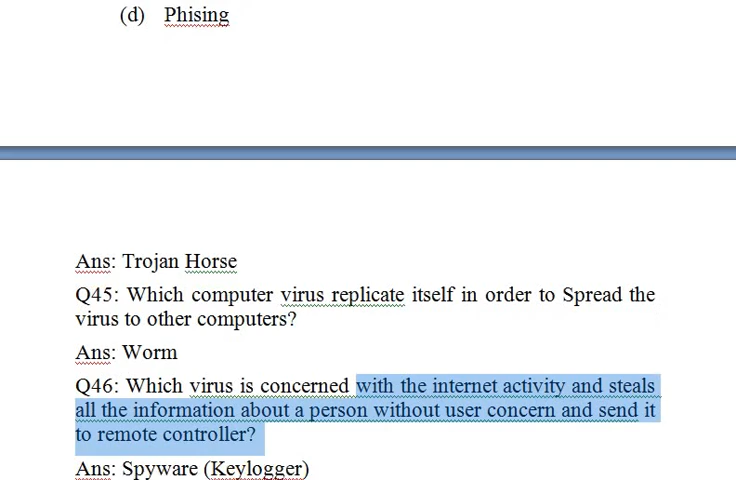 (d) Phising
Ans: Trojan Horse
Q45: Which computer virus replicate itself in order to Spread the
virus to other computers?
Ans: Worm
Q46: Which virus is concerned with the internet activity and steals
all the information about a person without user concern and send it
to remote controller?
Ans: Spyware (Keylogger)